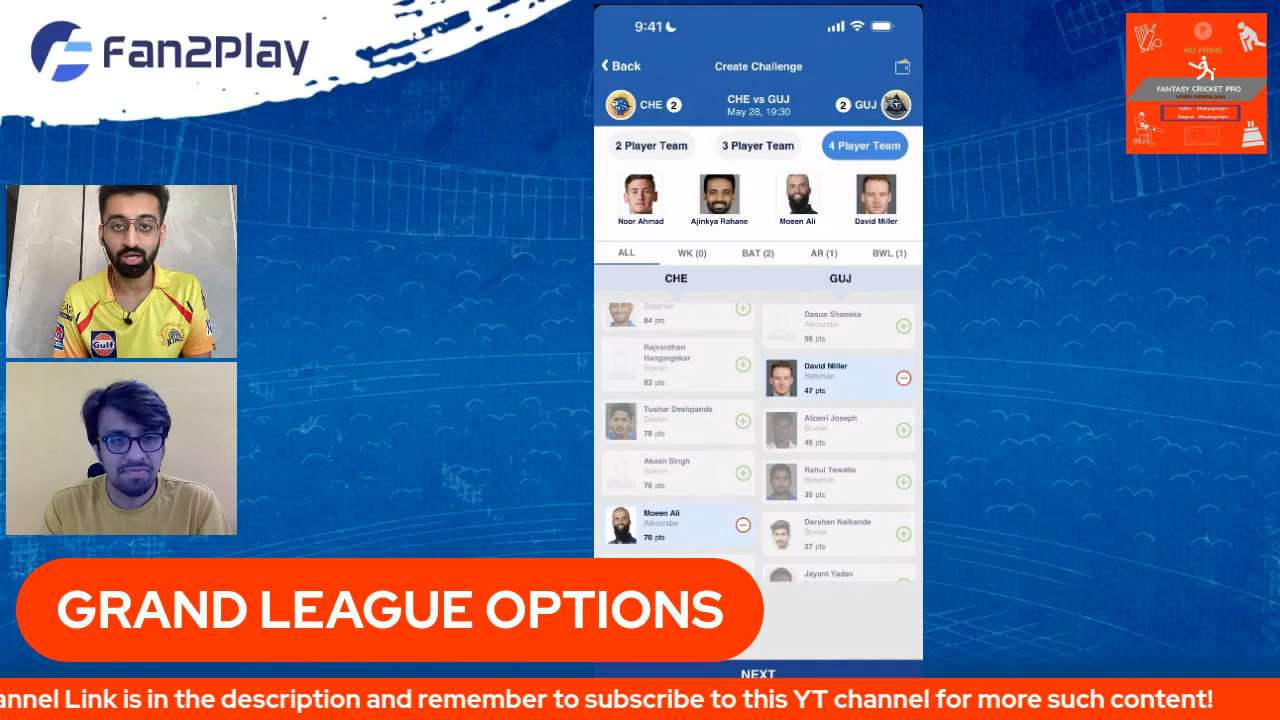 Fan2Play
9:41
Back
Create Challenge
CHE 2
CHE vs GUJ
May 28, 19:30
2 GUJ
2 Player Team
3 Player Team
4 Player Team
Noor Ahmad
Ajinkya Rahane
Moeen Ali
David Miller
ALL
WK (0)
BAT (2)
AR (1)
BWL (1)
CHE
GUJ
Batsman
84 pts
Rajvardhan
Hangargekar
Bowler
83 pts
Tushar Deshpande
Bowler
78 pts
Akash Singh
Bowler
76 pts
Moeen Ali
Allrounder
70 pts
Dasun Shanaka
Allrounder
56 pts
David Miller
Batsman
47 pts
Alzarri Joseph
Bowler
45 pts
Rahul Tewatia
Batsman
35 pts
Darshan Nalkande
Bowler
27 pts
Jayant Yadav
NEXT
NO PRIME
FANTASY CRICKET PRO
Gulf
GRAND LEAGUE OPTIONS
annel Link is in the description and remember to subscribe to this YT channel for more such content!